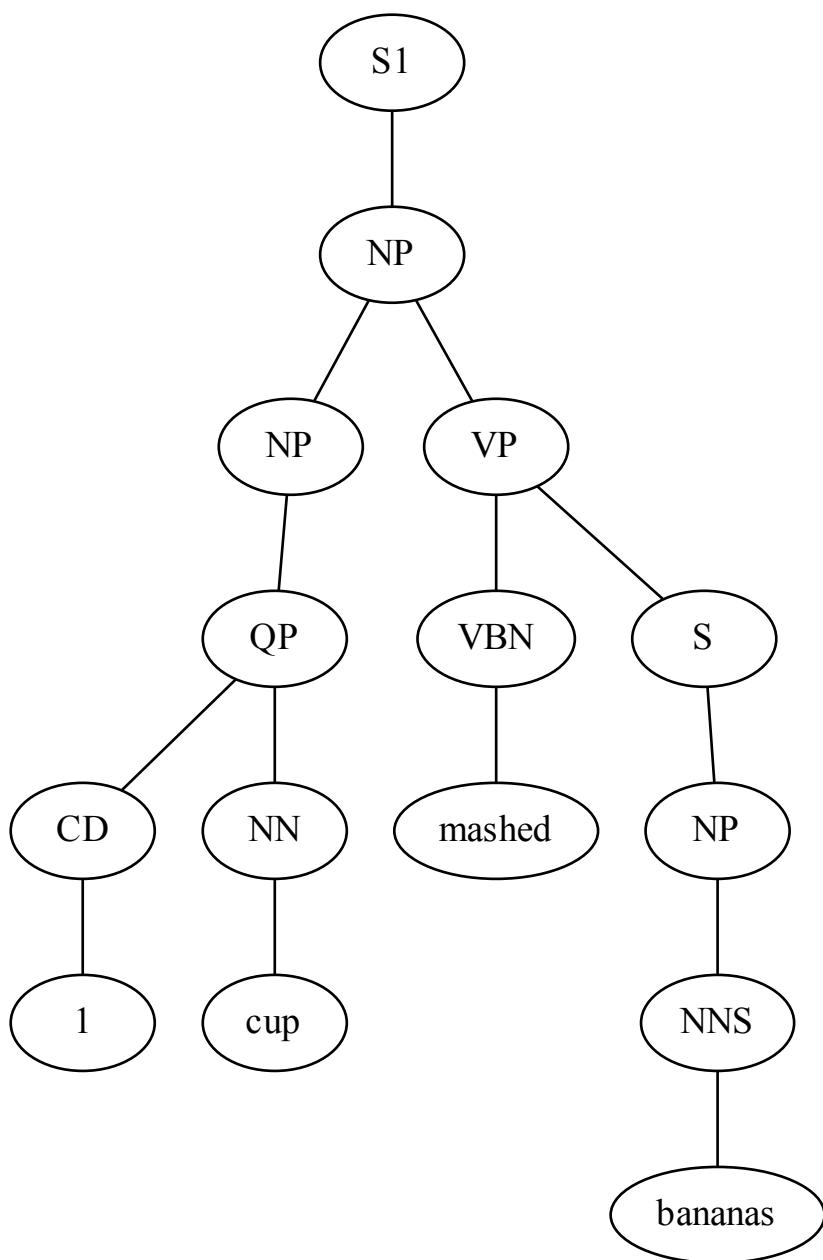 S1
NP
NP VP
QP VBN S
CD NN mashed NP
1 cup NNS
bananas